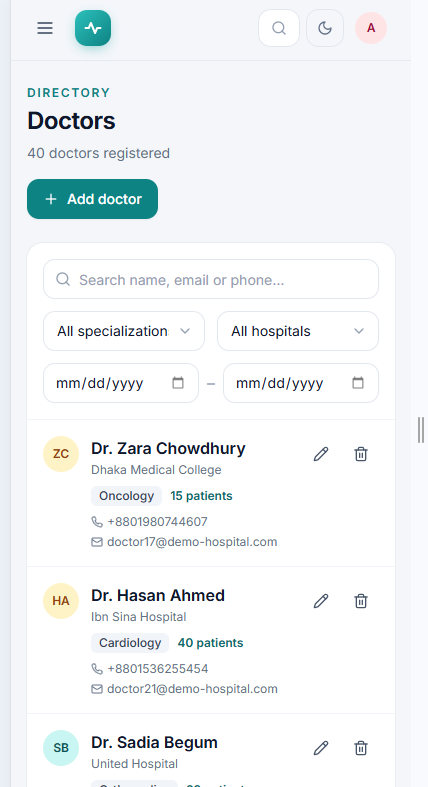 A
DIRECTORY
Doctors
40 doctors registered
+ Add doctor
Search name, email or phone...
All specialization All hospitals
mm/dd/yyyy – mm/dd/yyyy
ZC Dr. Zara Chowdhury
Dhaka Medical College
Oncology 15 patients
+8801980744607
doctor17@demo-hospital.com
HA Dr. Hasan Ahmed
Ibn Sina Hospital
Cardiology 40 patients
+8801536255454
doctor21@demo-hospital.com
SB Dr. Sadia Begum
United Hospital